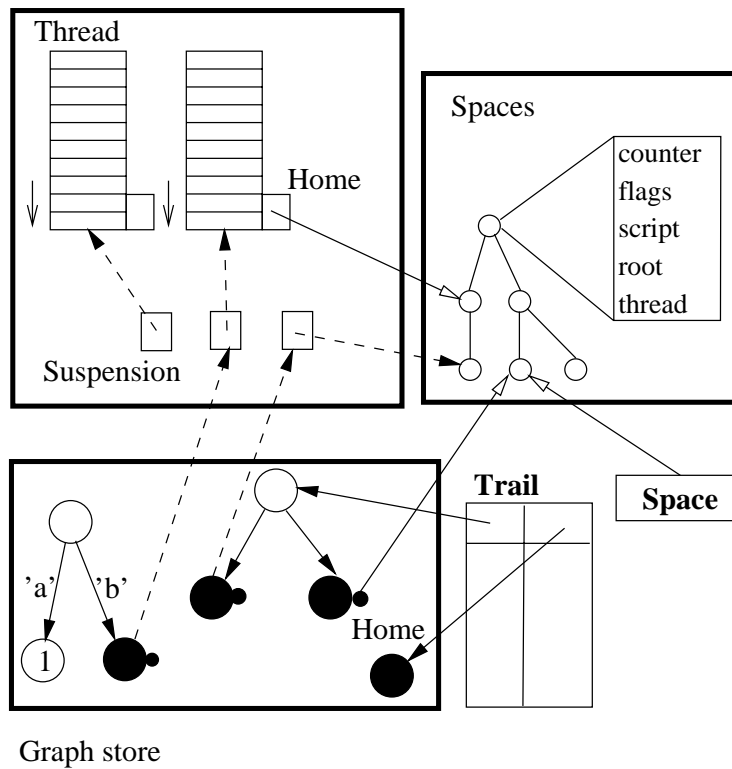 Thread
Home
Suspension
Spaces
counter
flags
script
root
thread
Trail
Space
'a'
'b'
1
Home
Graph store